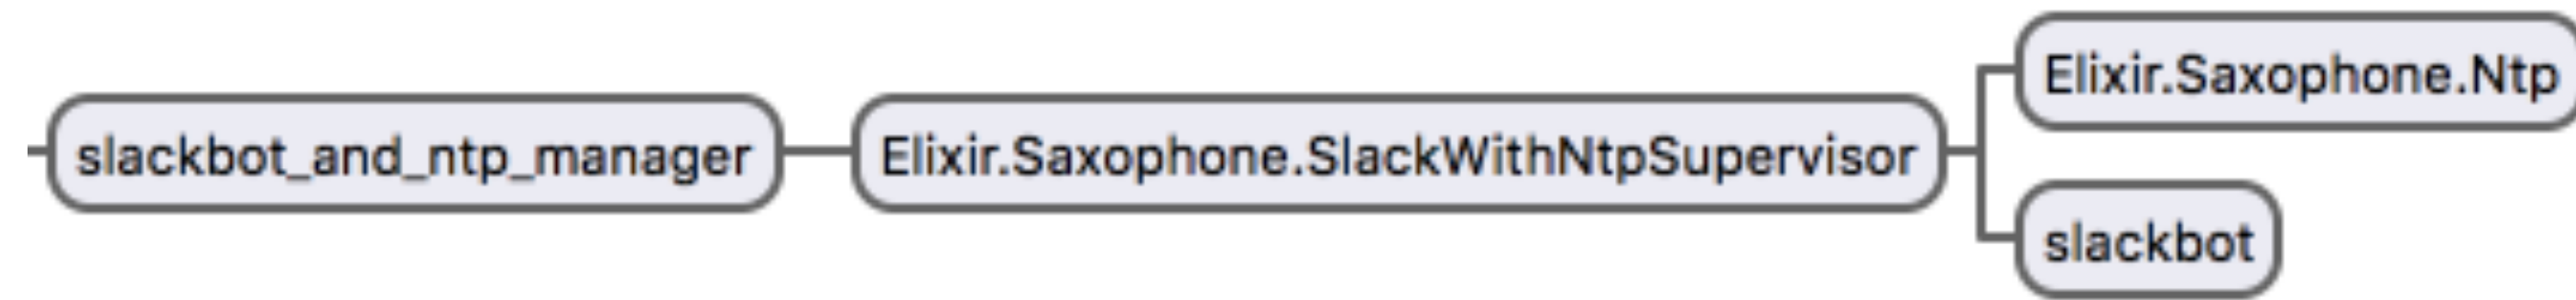 Elixir.Saxophone.Ntp
slackbot_and_ntp_manager
Elixir.Saxophone.SlackWithNtpSupervisor
slackbot